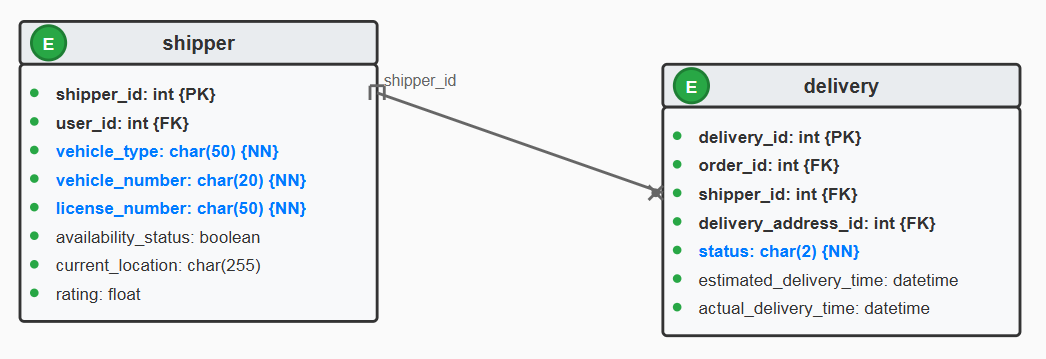 E
shipper
shipper_id: int {PK}
user_id: int {FK}
vehicle_type: char(50) {NN}
vehicle_number: char(20) {NN}
license_number: char(50) {NN}
availability_status: boolean
current_location: char(255)
rating: float
shipper_id
E
delivery
delivery_id: int {PK}
order_id: int {FK}
shipper_id: int {FK}
delivery_address_id: int {FK}
status: char(2) {NN}
estimated_delivery_time: datetime
actual_delivery_time: datetime